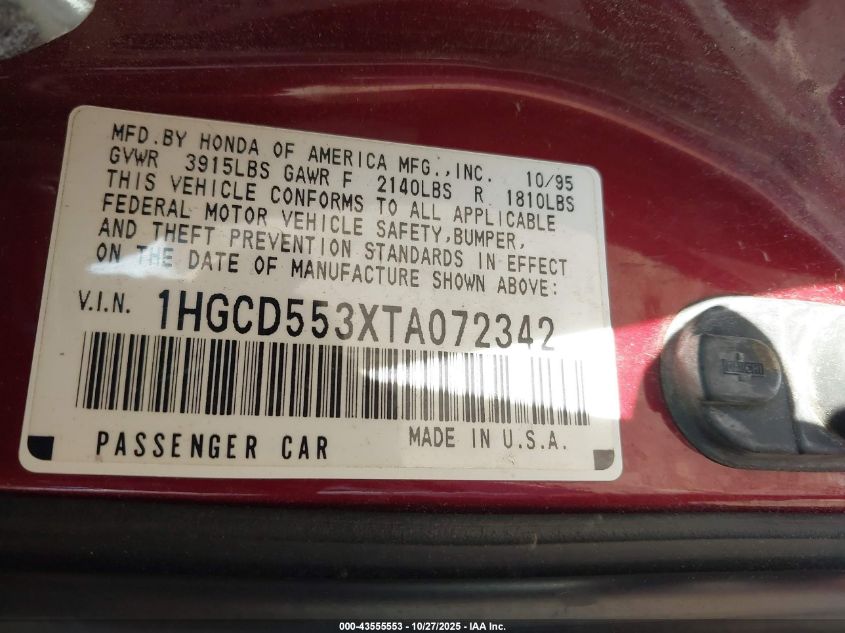 MFD.BY HONDA OF AMERICA MFG.,INC. 10/95
GVWR 3915LBS GAWR F 2140LBS R 1810LBS
THIS VEHICLE CONFORMS TO ALL APPLICABLE
FEDERAL MOTOR VEHICLE SAFETY,BUMPER,
AND THEFT PREVENTION STANDARDS IN EFFECT
ON THE DATE OF MANUFACTURE SHOWN ABOVE:
V.I.N. 1HGCD553XTA072342
PASSENGER CAR MADE IN U.S.A.
000-43555553 | 10/27/2025 | IAA Inc.